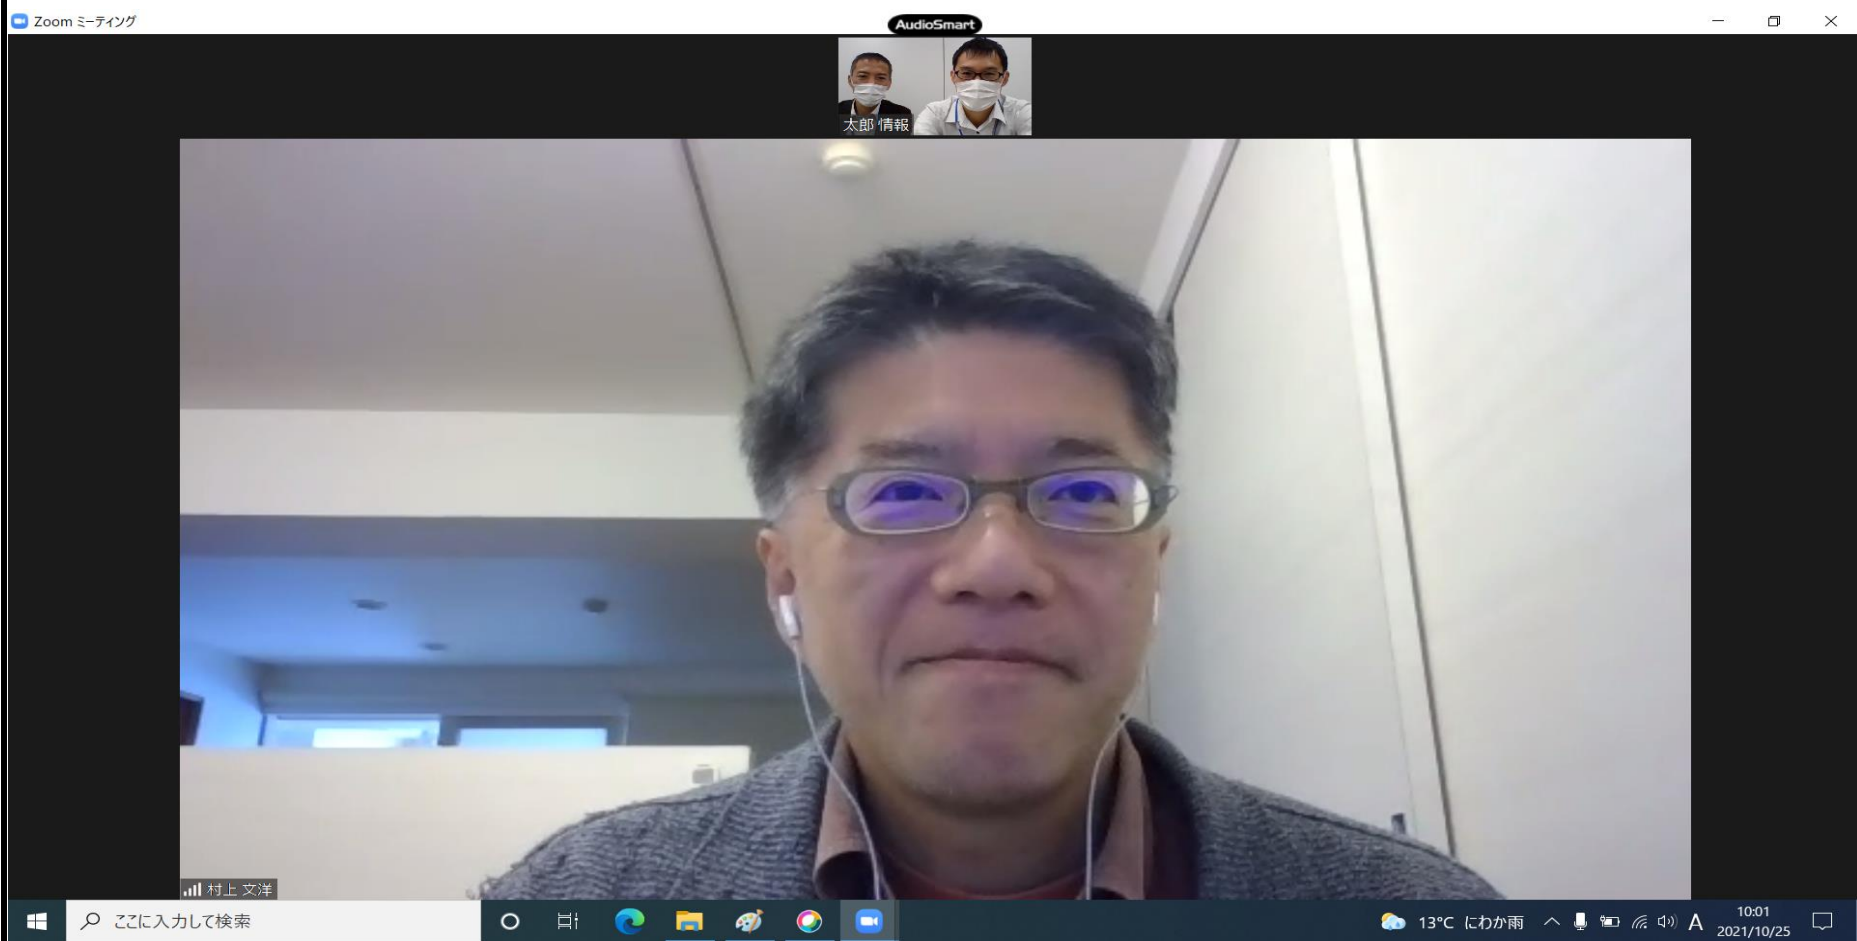 Zoom ミーティング
AudioSmart
太郎 情報
村上 文洋
ここに入力して検索
13°C にわか雨
A
10:01
2021/10/25